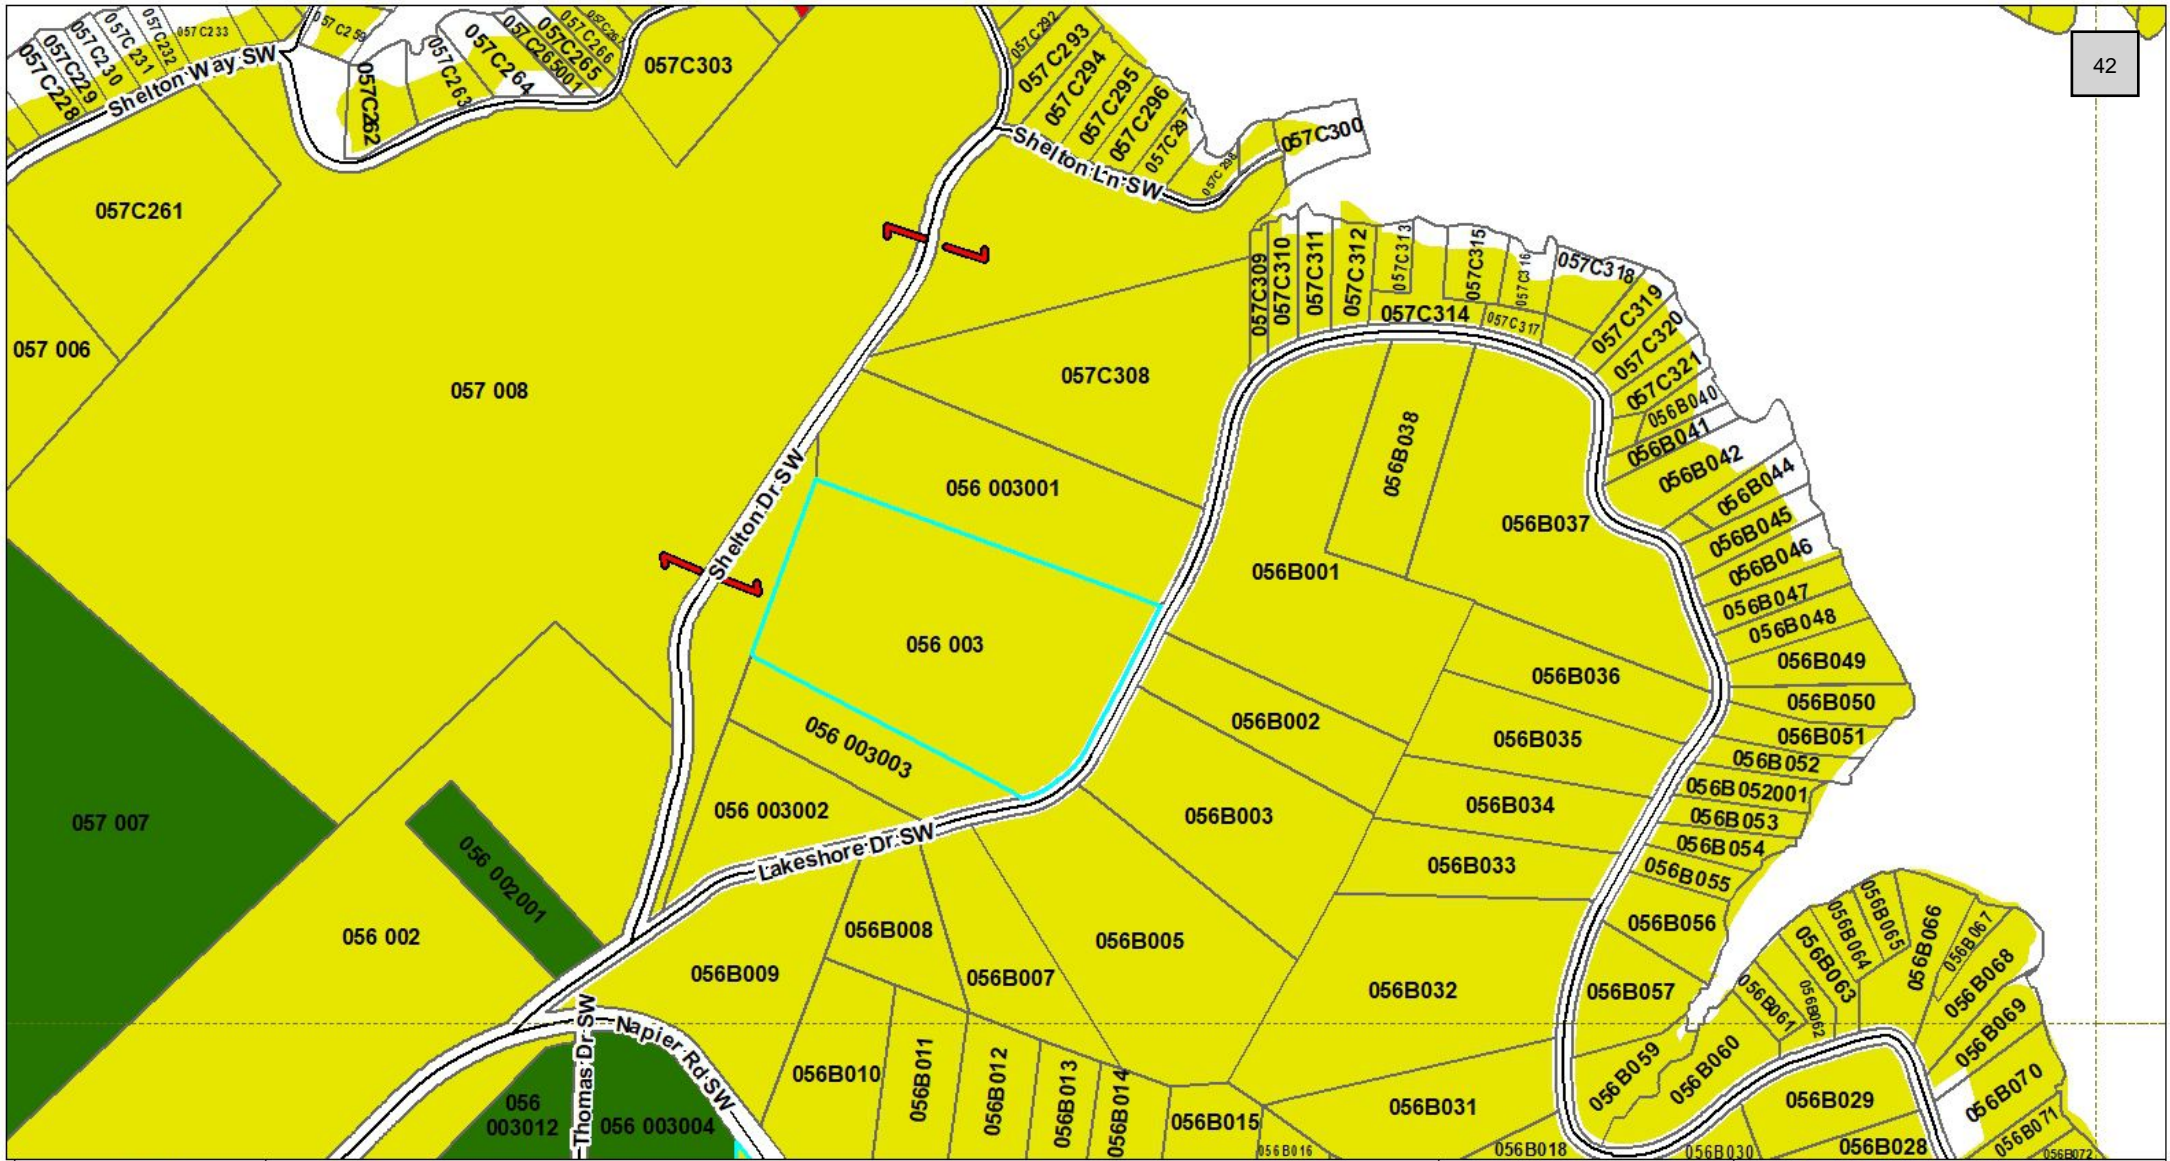 057C228
057C229
057C230
057C231
057C232
057C233
057C259
Shelton Way SW
057C262
057C263
057C264
057C265001
057C265
057C266
057C267
057C303
057C292
057C293
057C294
057C295
057C296
057C297
057C298
057C300
42
Shelton Ln SW
057C261
057 006
057 008
057C309
057C310
057C311
057C312
057C313
057C314
057C315
057C316
057C317
057C318
057C319
057C320
057C321
056B040
056B041
056B042
056B044
056B045
056B046
056B047
056B048
056B049
056B050
056B051
056B052
056B052001
056B053
056B054
056B055
056B056
056B057
057C308
056B038
056B037
056 003001
Shelton Dr SW
056B001
056 003
056B036
056B002
056B035
056 003003
056B034
056 003002
056B003
056B033
Lakeshore Dr SW
057 007
056 002001
056 002
056B008
056B009
056B007
056B005
056B032
056B059
056B060
056B061
056B062
056B063
056B064
056B065
056B066
056B067
056B068
056B069
056B070
056B071
056B072
Thomas Dr SW
Napier Rd SW
056
003012
056 003004
056B010
056B011
056B012
056B013
056B014
056B015
056B016
056B031
056B018
056B030
056B029
056B028